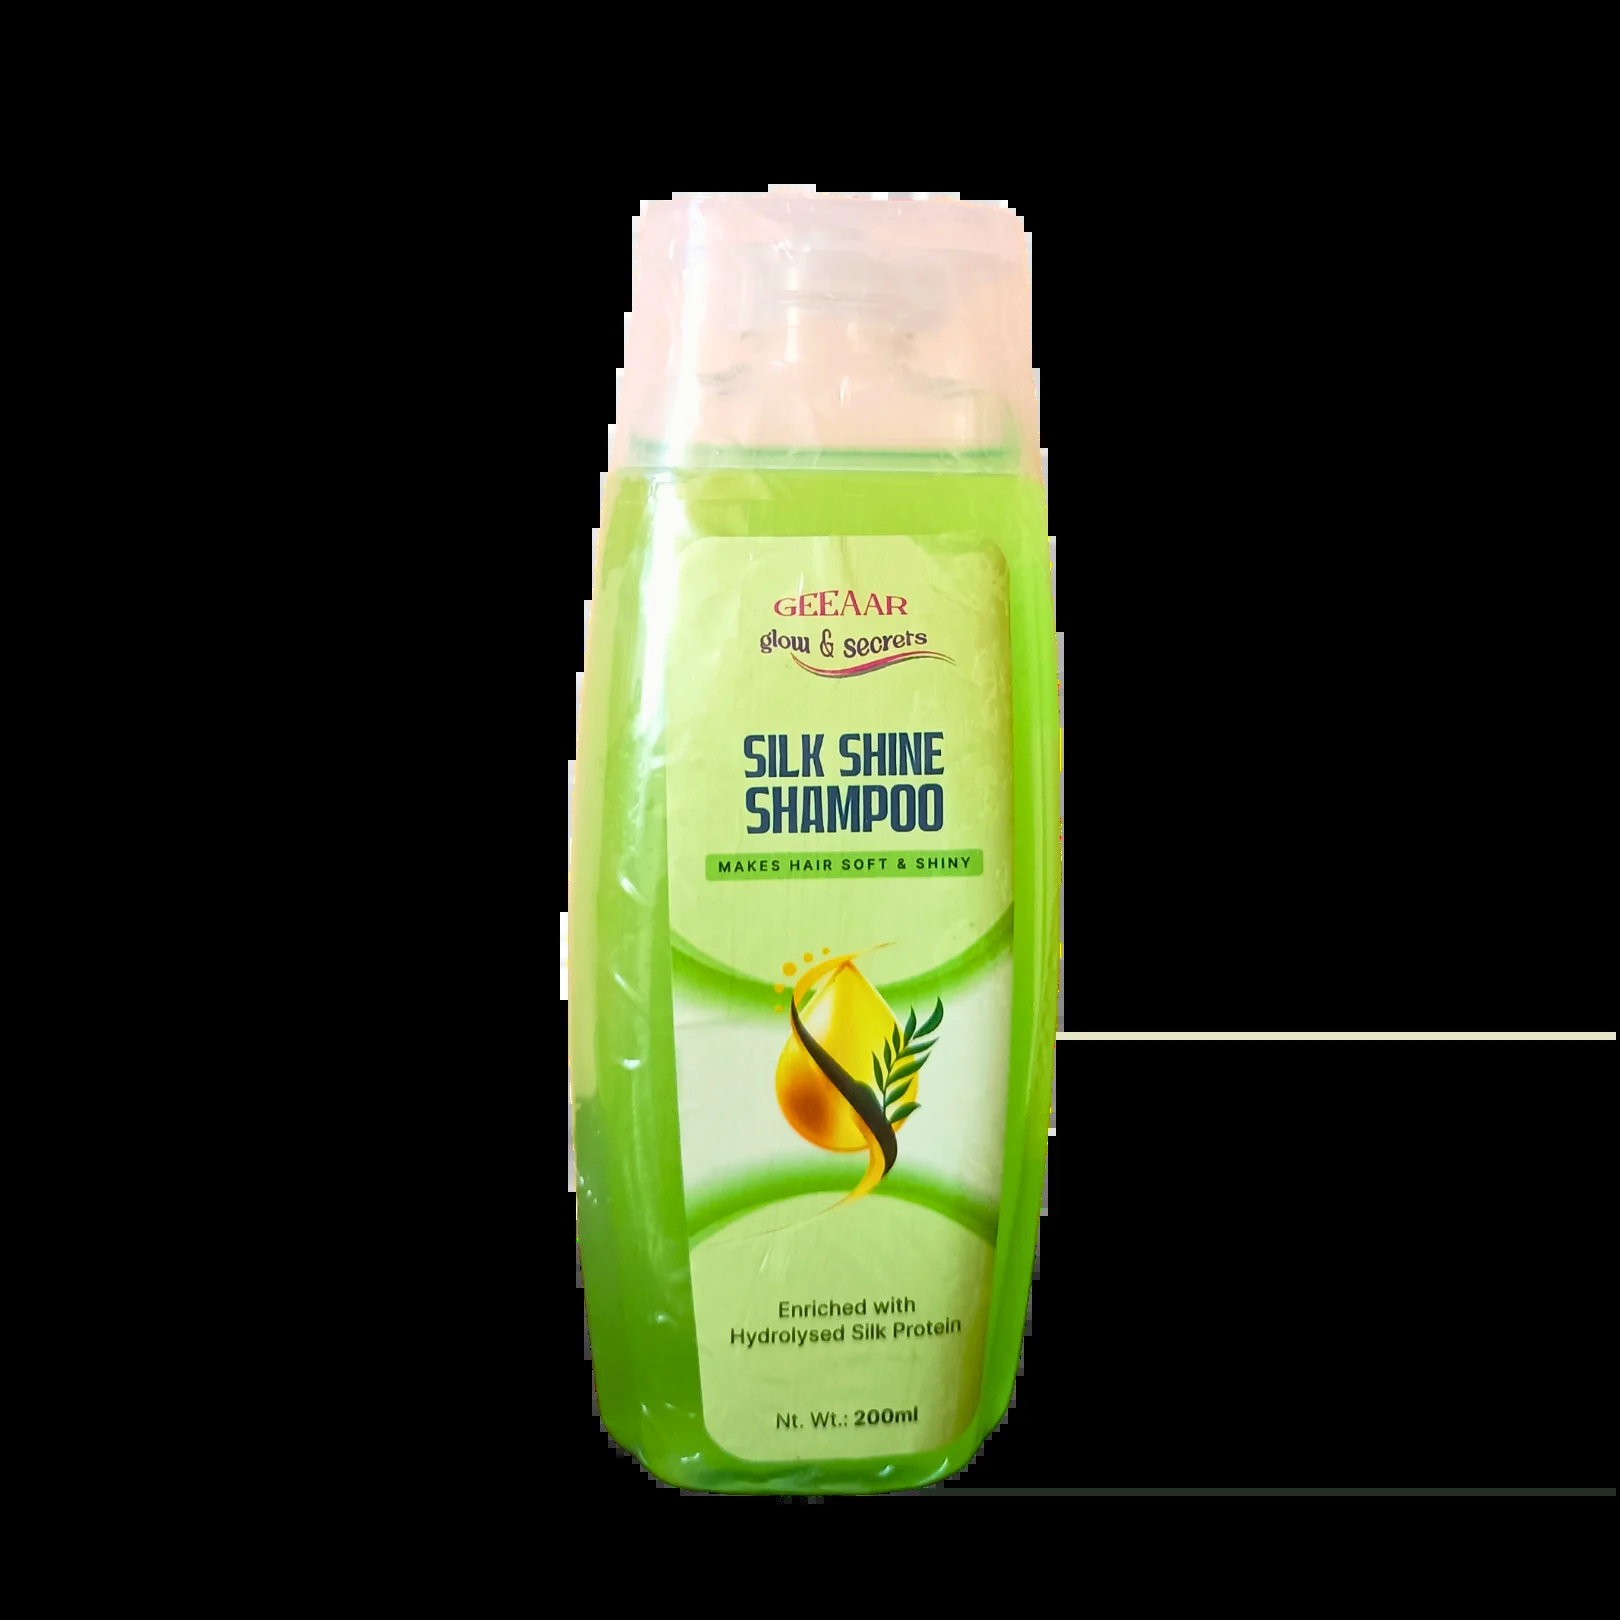 GEEAAR
glow & secrets
SILK SHINE
SHAMPOO
MAKES HAIR SOFT & SHINY
Enriched with
Hydrolysed Silk Protein
Nt. Wt.: 200ml